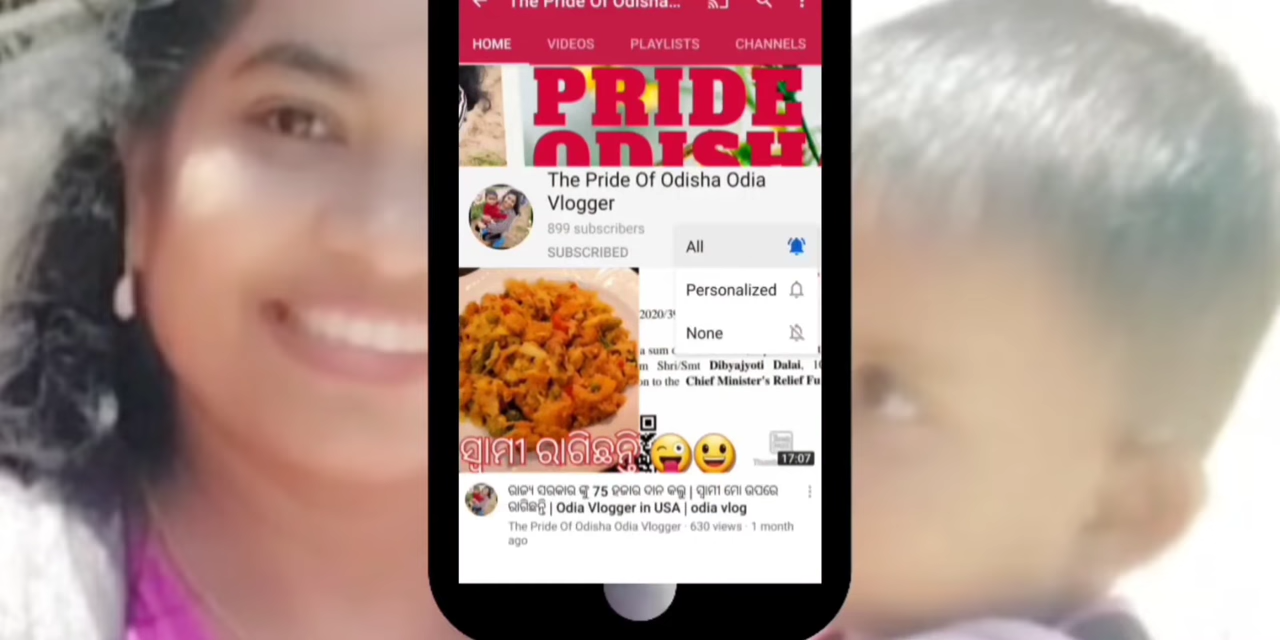 The Pride Of Odisha...
HOME VIDEOS PLAYLISTS CHANNELS
PRIDE
ODISH
The Pride Of Odisha Odia
Vlogger
899 subscribers
SUBSCRIBED
All
Personalized
None
2020/39
a sum
m Shri/Smt Dibyajyoti Dalai,
on to the Chief Minister's Relief Fu
ସ୍ୱାମୀ ରାଗିଛନ୍ତି
17:07
ରାଜ୍ୟ ସରକାର ଙ୍କୁ 75 ହଜାର ଦାନ କଲୁ | ସ୍ୱାମୀ ମୋ ଉପରେ
ରାଗିଛନ୍ତି | Odia Vlogger in USA | odia vlog
The Pride Of Odisha Odia Vlogger · 630 views · 1 month
ago